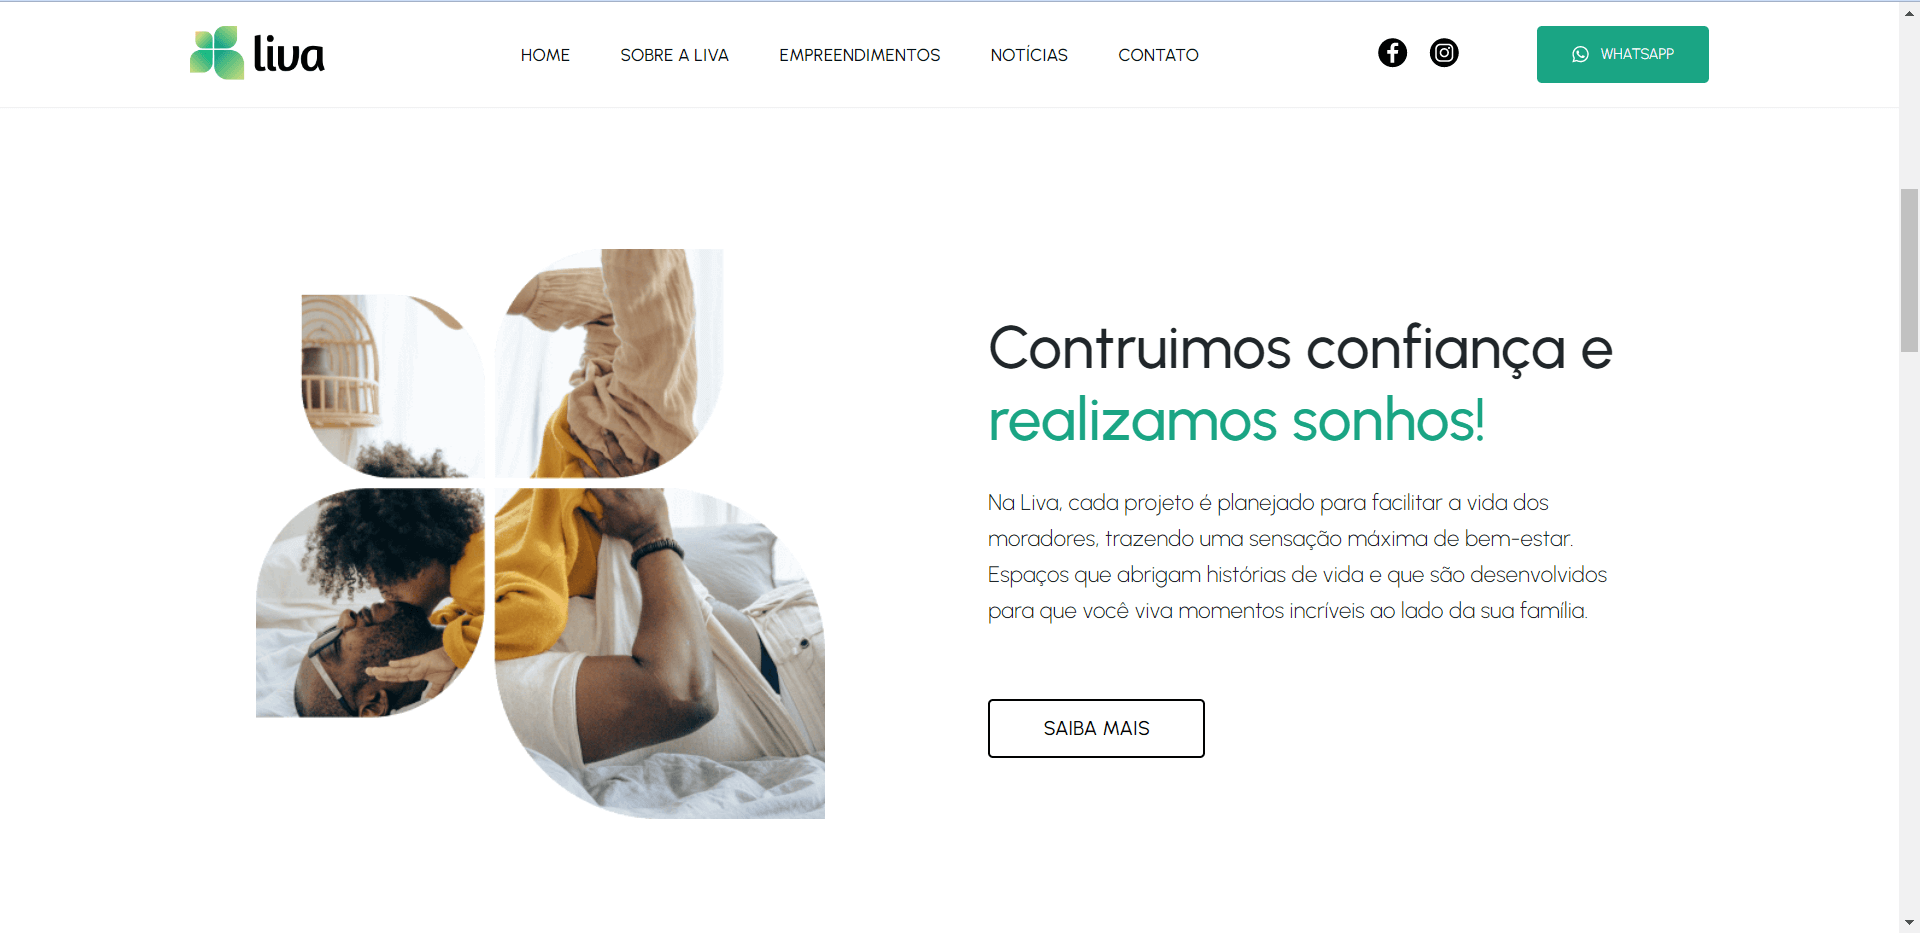 liva
HOME
SOBRE A LIVA
EMPREENDIMENTOS
NOTÍCIAS
CONTATO
WHATSAPP
Contruimos confiança e
realizamos sonhos!
Na Liva, cada projeto é planejado para facilitar a vida dos
moradores, trazendo uma sensação máxima de bem-estar.
Espaços que abrigam histórias de vida e que são desenvolvidos
para que você viva momentos incríveis ao lado da sua família.
SAIBA MAIS